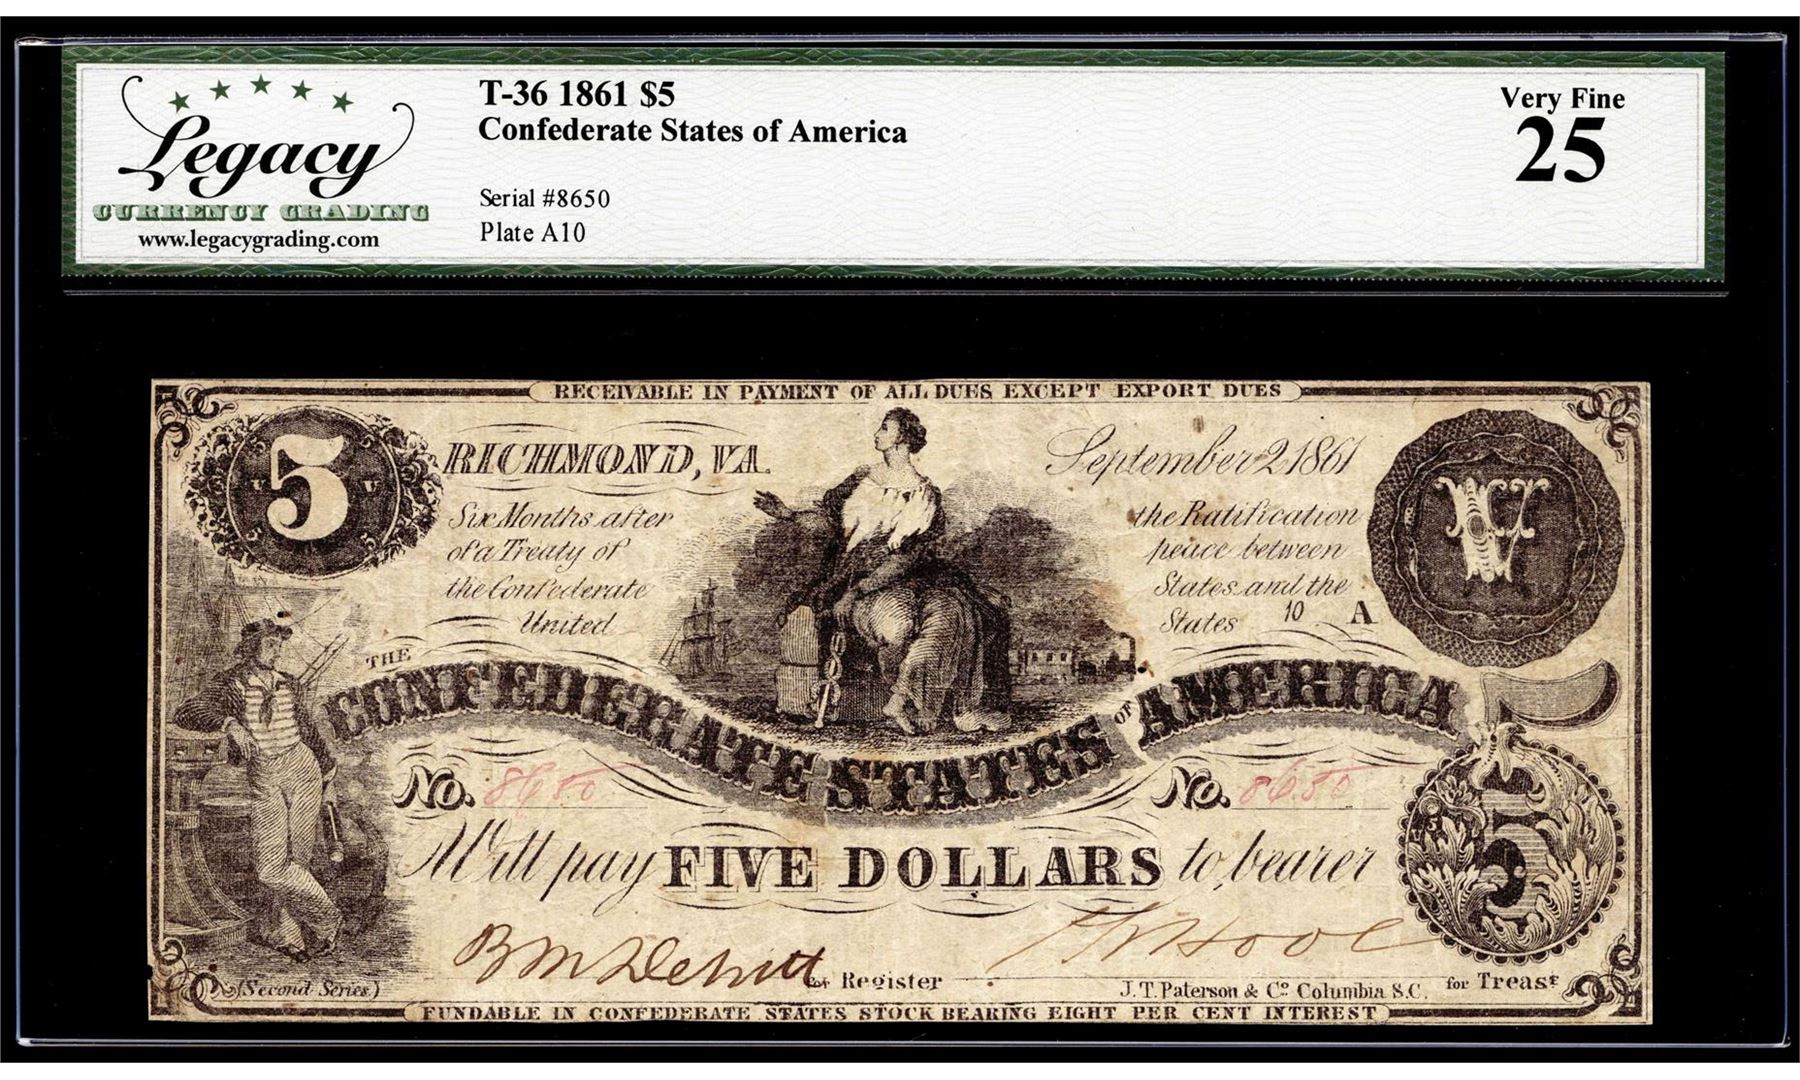 Legacy
CURRENCY GRADING
www.legacygrading.com
T-36 1861 $5
Confederate States of America
Serial #8650
Plate A10
Very Fine
25
RECEIVABLE IN PAYMENT OF ALL DUES EXCEPT EXPORT DUES
5
RICHMOND, VA.
September 2 1861
V
Six Months after the Ratification
of a Treaty of peace between
the Confederate States and the
United States 10 A
THE
CONFEDERATE STATES OF AMERICA
No. 8650 No. 8650
Will pay FIVE DOLLARS to bearer
5
for Register
for Treasr
(Second Series.)
J.T. Paterson & Co Columbia S.C.
FUNDABLE IN CONFEDERATE STATES STOCK BEARING EIGHT PER CENT INTEREST